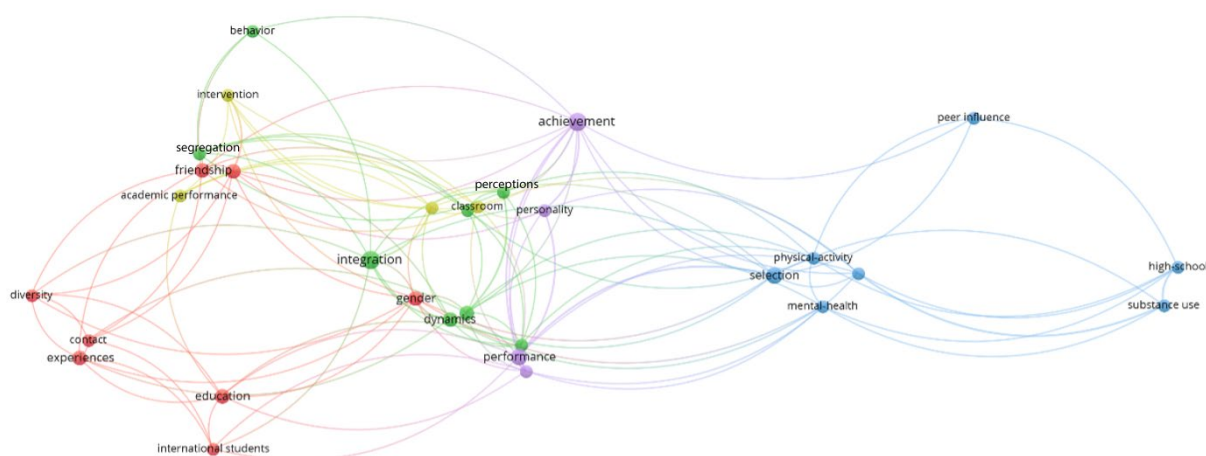 behavior
intervention
achievement
peer influence
segregation
friendship
academic performance
perceptions
classroom
personality
integration
physical-activity
selection
high-school
diversity
gender
mental-health
substance use
dynamics
contact
experiences
performance
education
international students